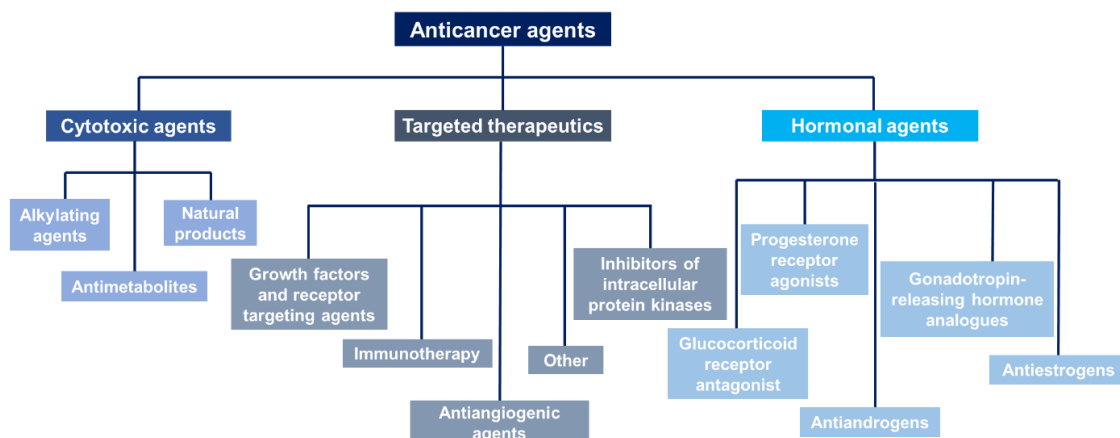 Anticancer agents
Cytotoxic agents
Targeted therapeutics
Hormonal agents
Alkylating
agents
Natural
products
Antimetabolites
Growth factors
and receptor
targeting agents
Immunotherapy
Antiangiogenic
agents
Other
Inhibitors of
intracellular
protein kinases
Glucocorticoid
receptor
antagonist
Progesterone
receptor
agonists
Antiandrogens
Gonadotropin-
releasing hormone
analogues
Antiestrogens